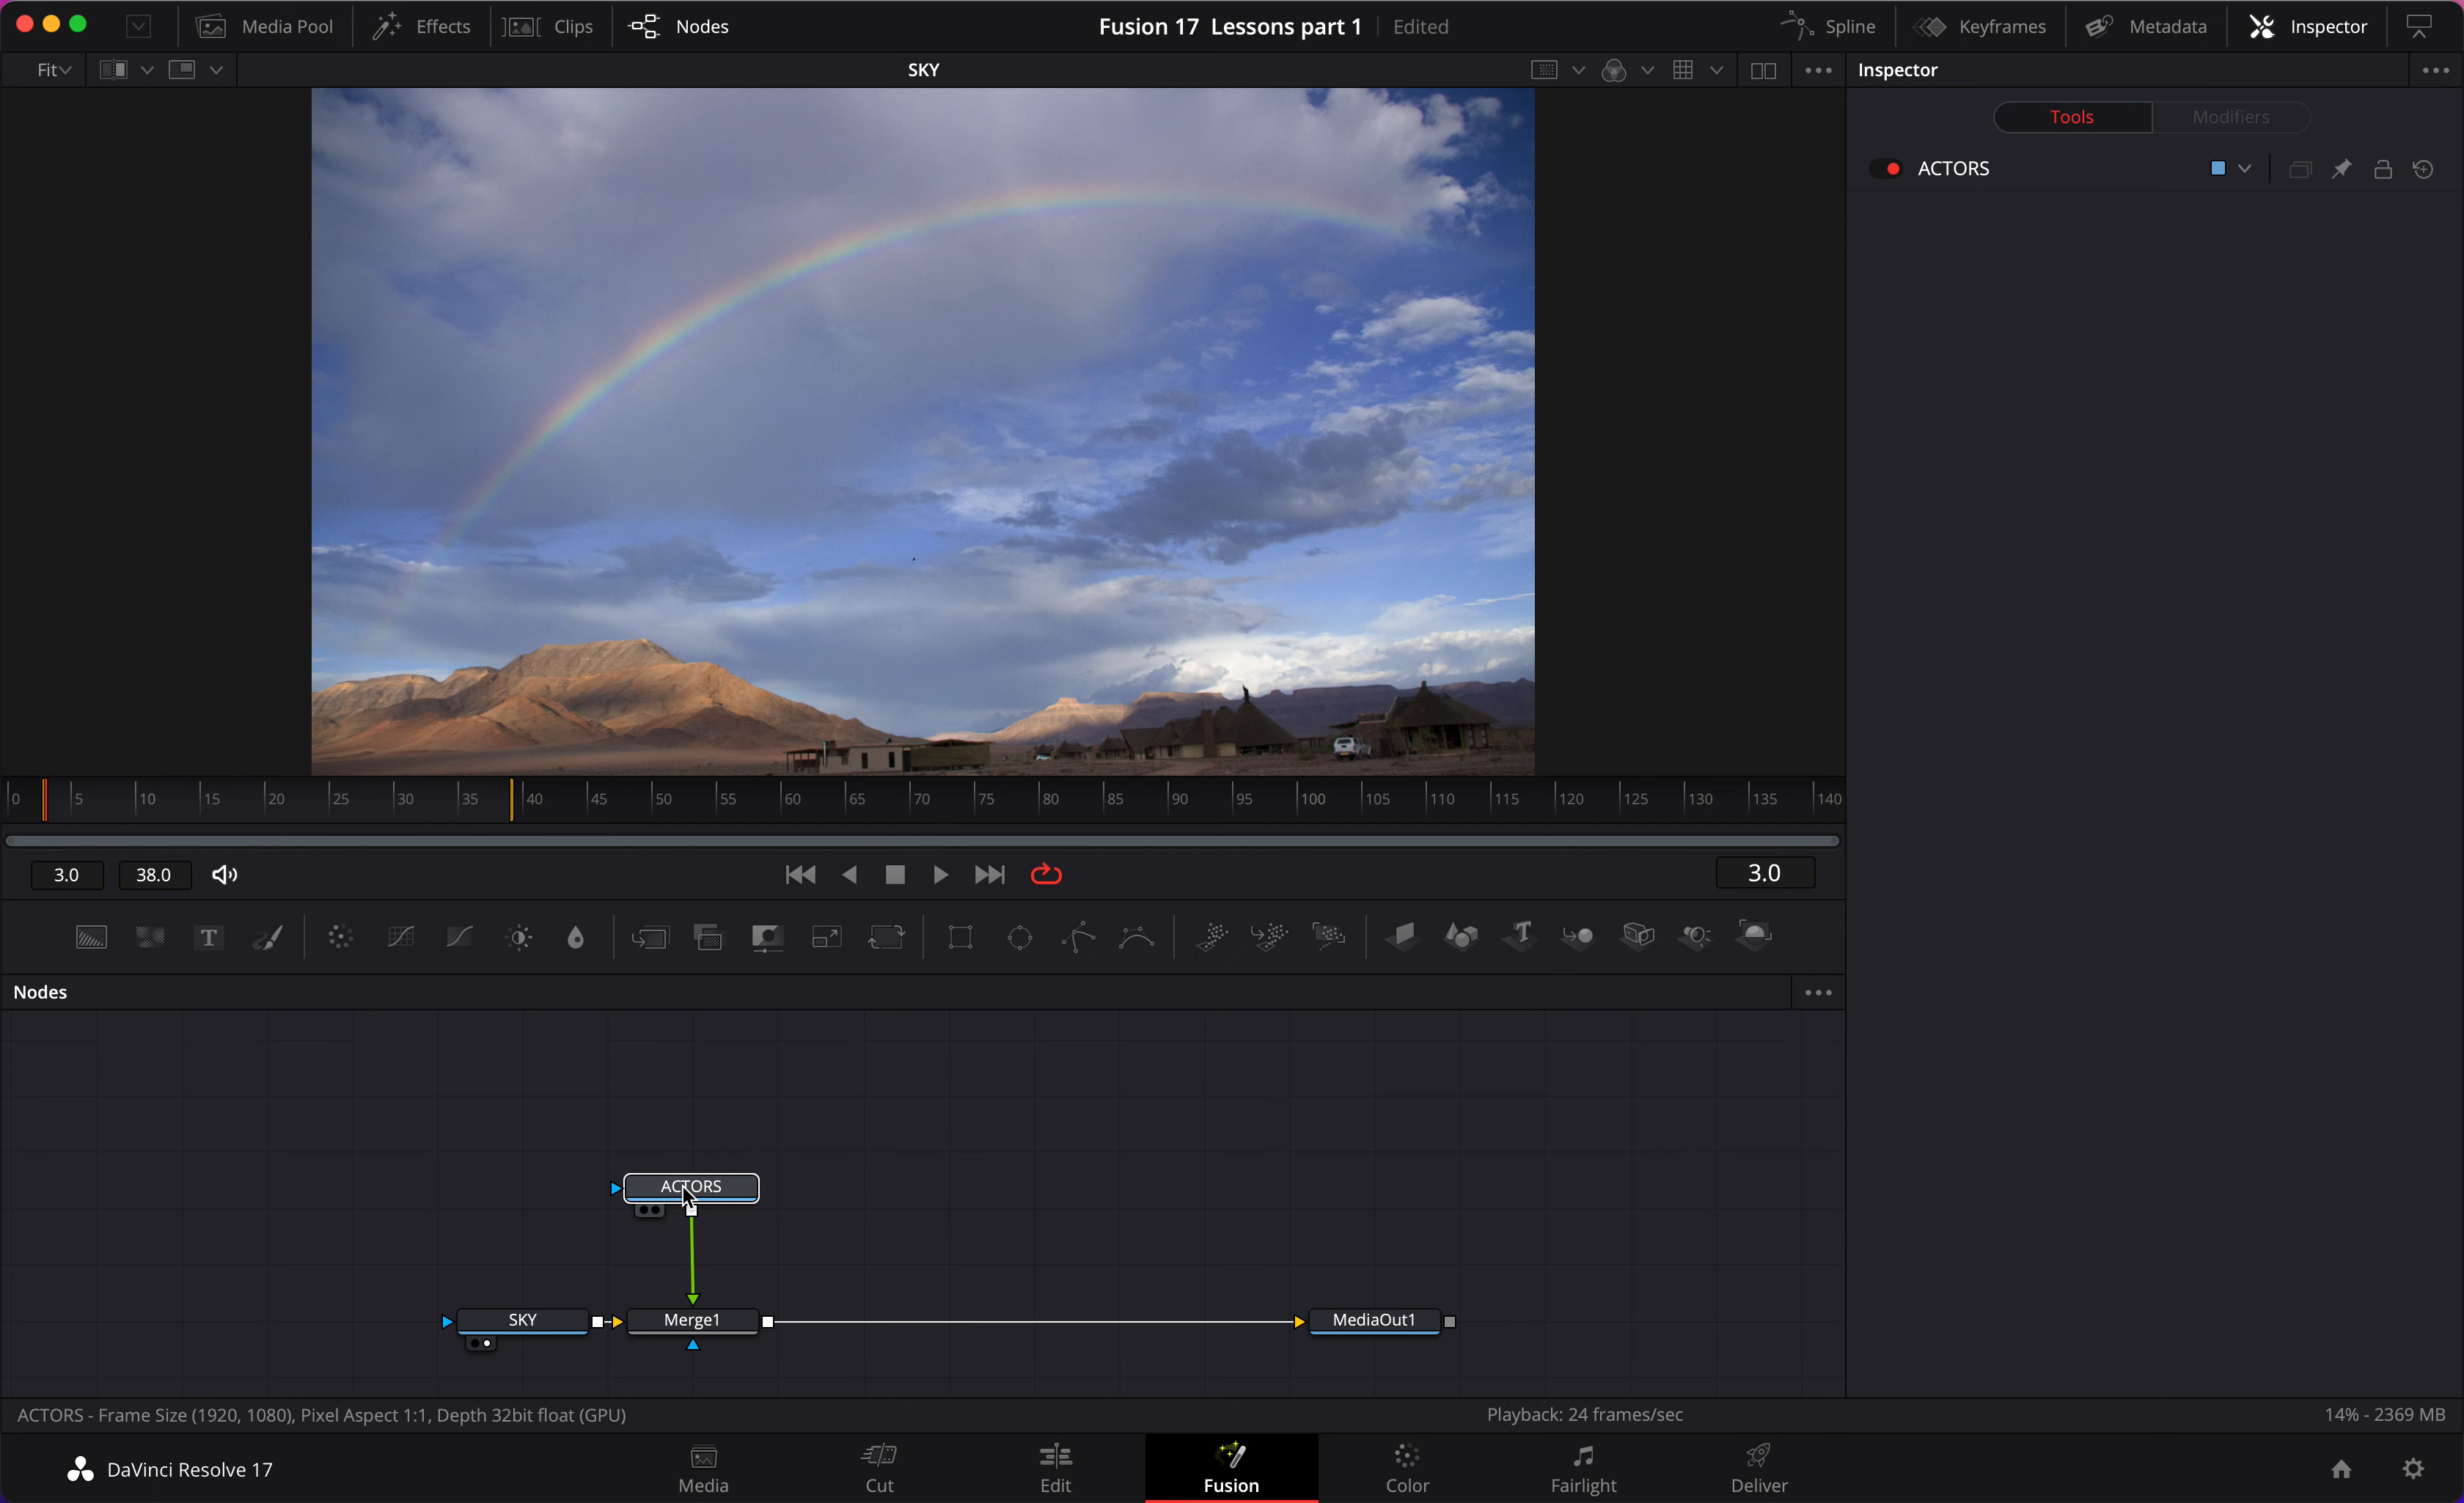 Media Pool Effects Clips Nodes Fusion 17 Lessons part 1 Edited Spline Keyframes Metadata Inspector
Fit SKY Inspector
Tools Modifiers
ACTORS
0 5 10 15 20 25 30 35 40 45 50 55 60 65 70 75 80 85 90 95 100 105 110 115 120 125 130 135 140
3.0 38.0 3.0
T
Nodes
ACTORS
SKY Merge1 MediaOut1
ACTORS - Frame Size (1920, 1080), Pixel Aspect 1:1, Depth 32bit float (GPU) Playback: 24 frames/sec 14% - 2369 MB
DaVinci Resolve 17 Media Cut Edit Fusion Color Fairlight Deliver